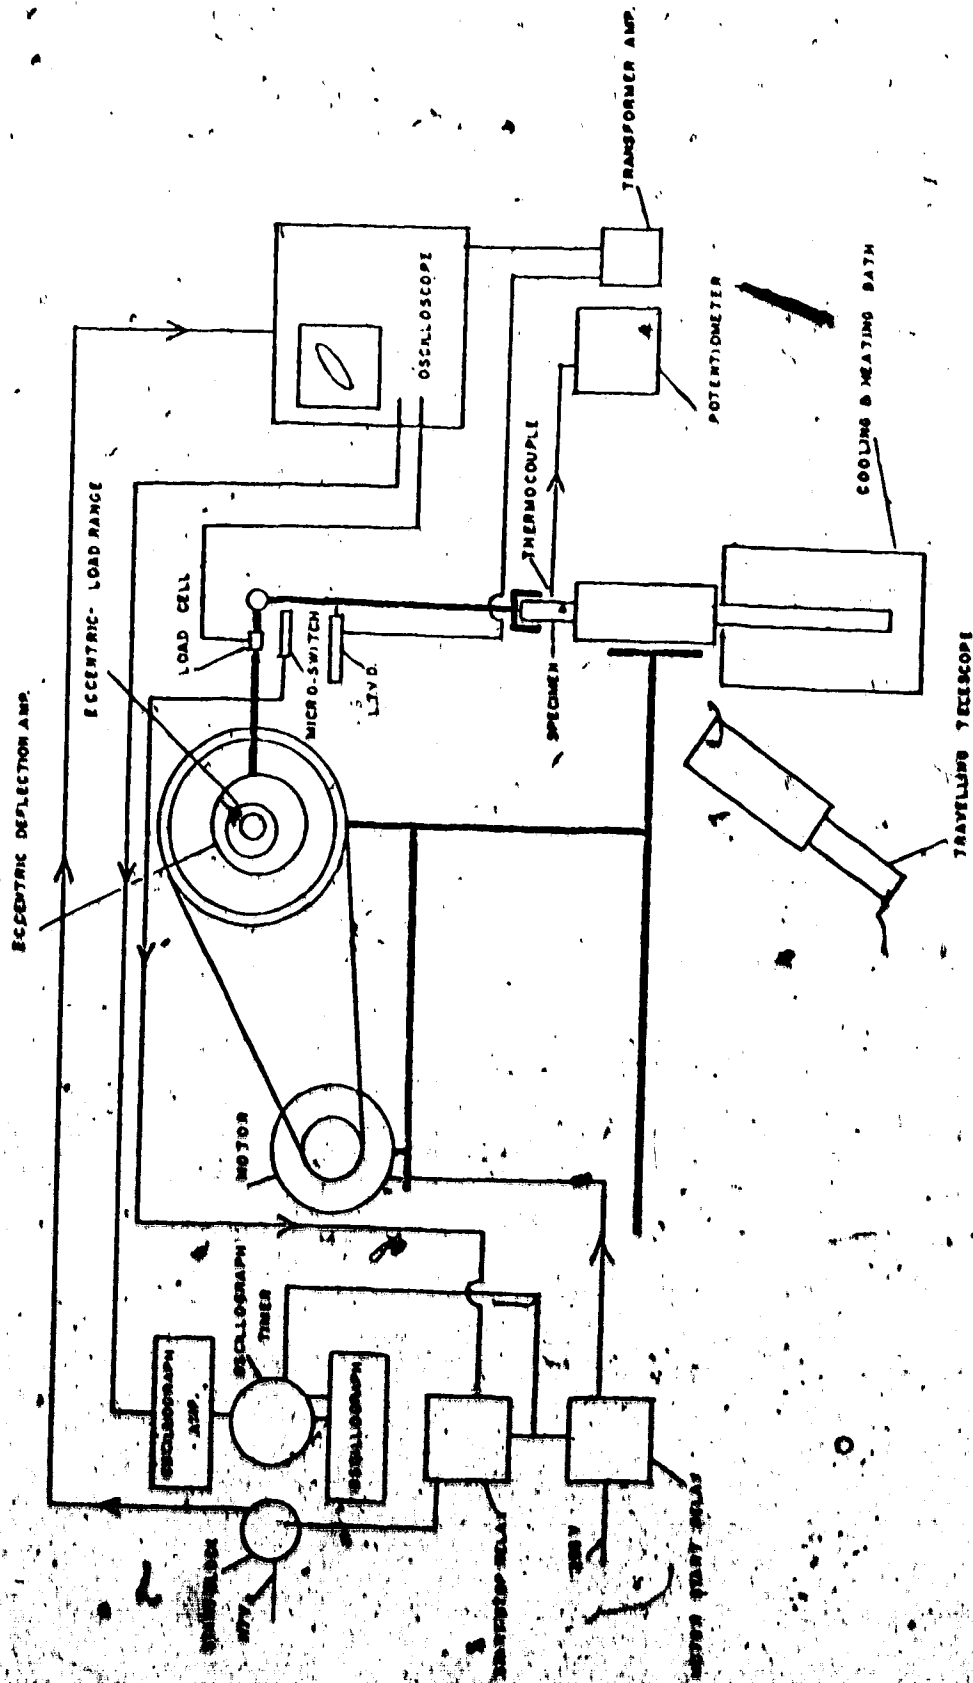 ECCENTRIC DEFLECTION AMP.
ECCENTRIC- LOAD RANGE
LOAD CELL
MICRO-SWITCH
L.T.V.D.
OSCILLOSCOPE
TRANSFORMER AMP.
POTENTIOMETER
THERMOCOUPLE
SPECIMEN
COOLING & HEATING BATH
TRAVELLING TELESCOPE
MOTOR
OSCILLOGRAPH
TIMER
OSCILLOGRAPH
AMP.
OSCILLOGRAPH
START RELAY